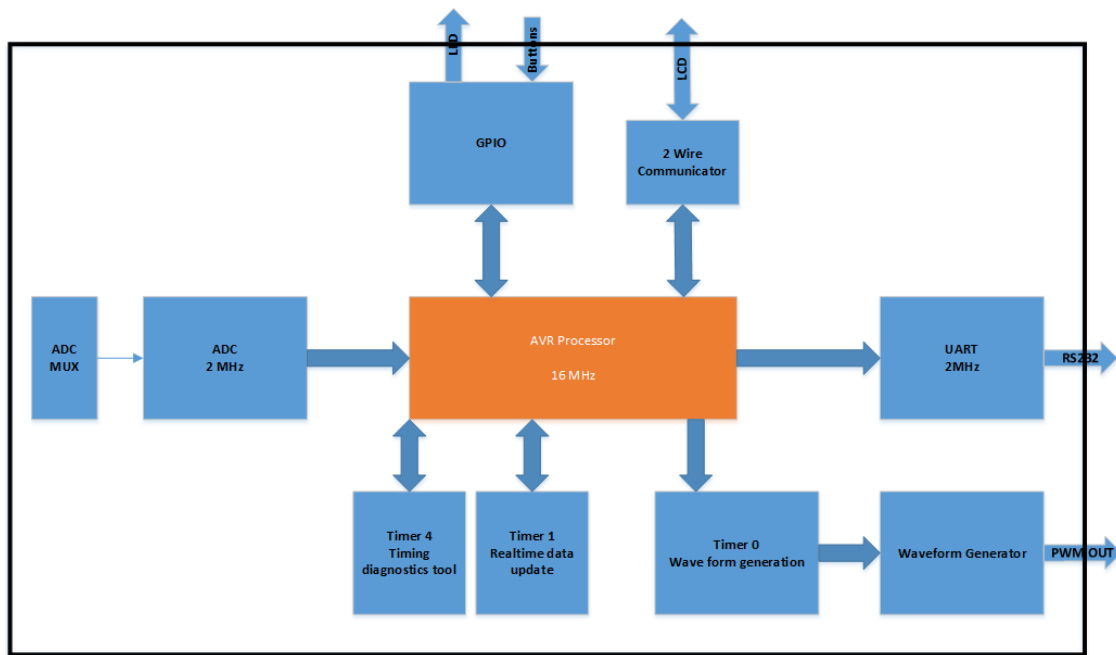 LED
Buttons
LCD
GPIO
2 Wire
Communicator
ADC
MUX
ADC
2 MHz
AVR Processor
16 MHz
UART
2MHz
RS232
Timer 4
Timing
diagnostics tool
Timer 1
Realtime data
update
Timer 0
Wave form generation
Waveform Generator
PWM OUT